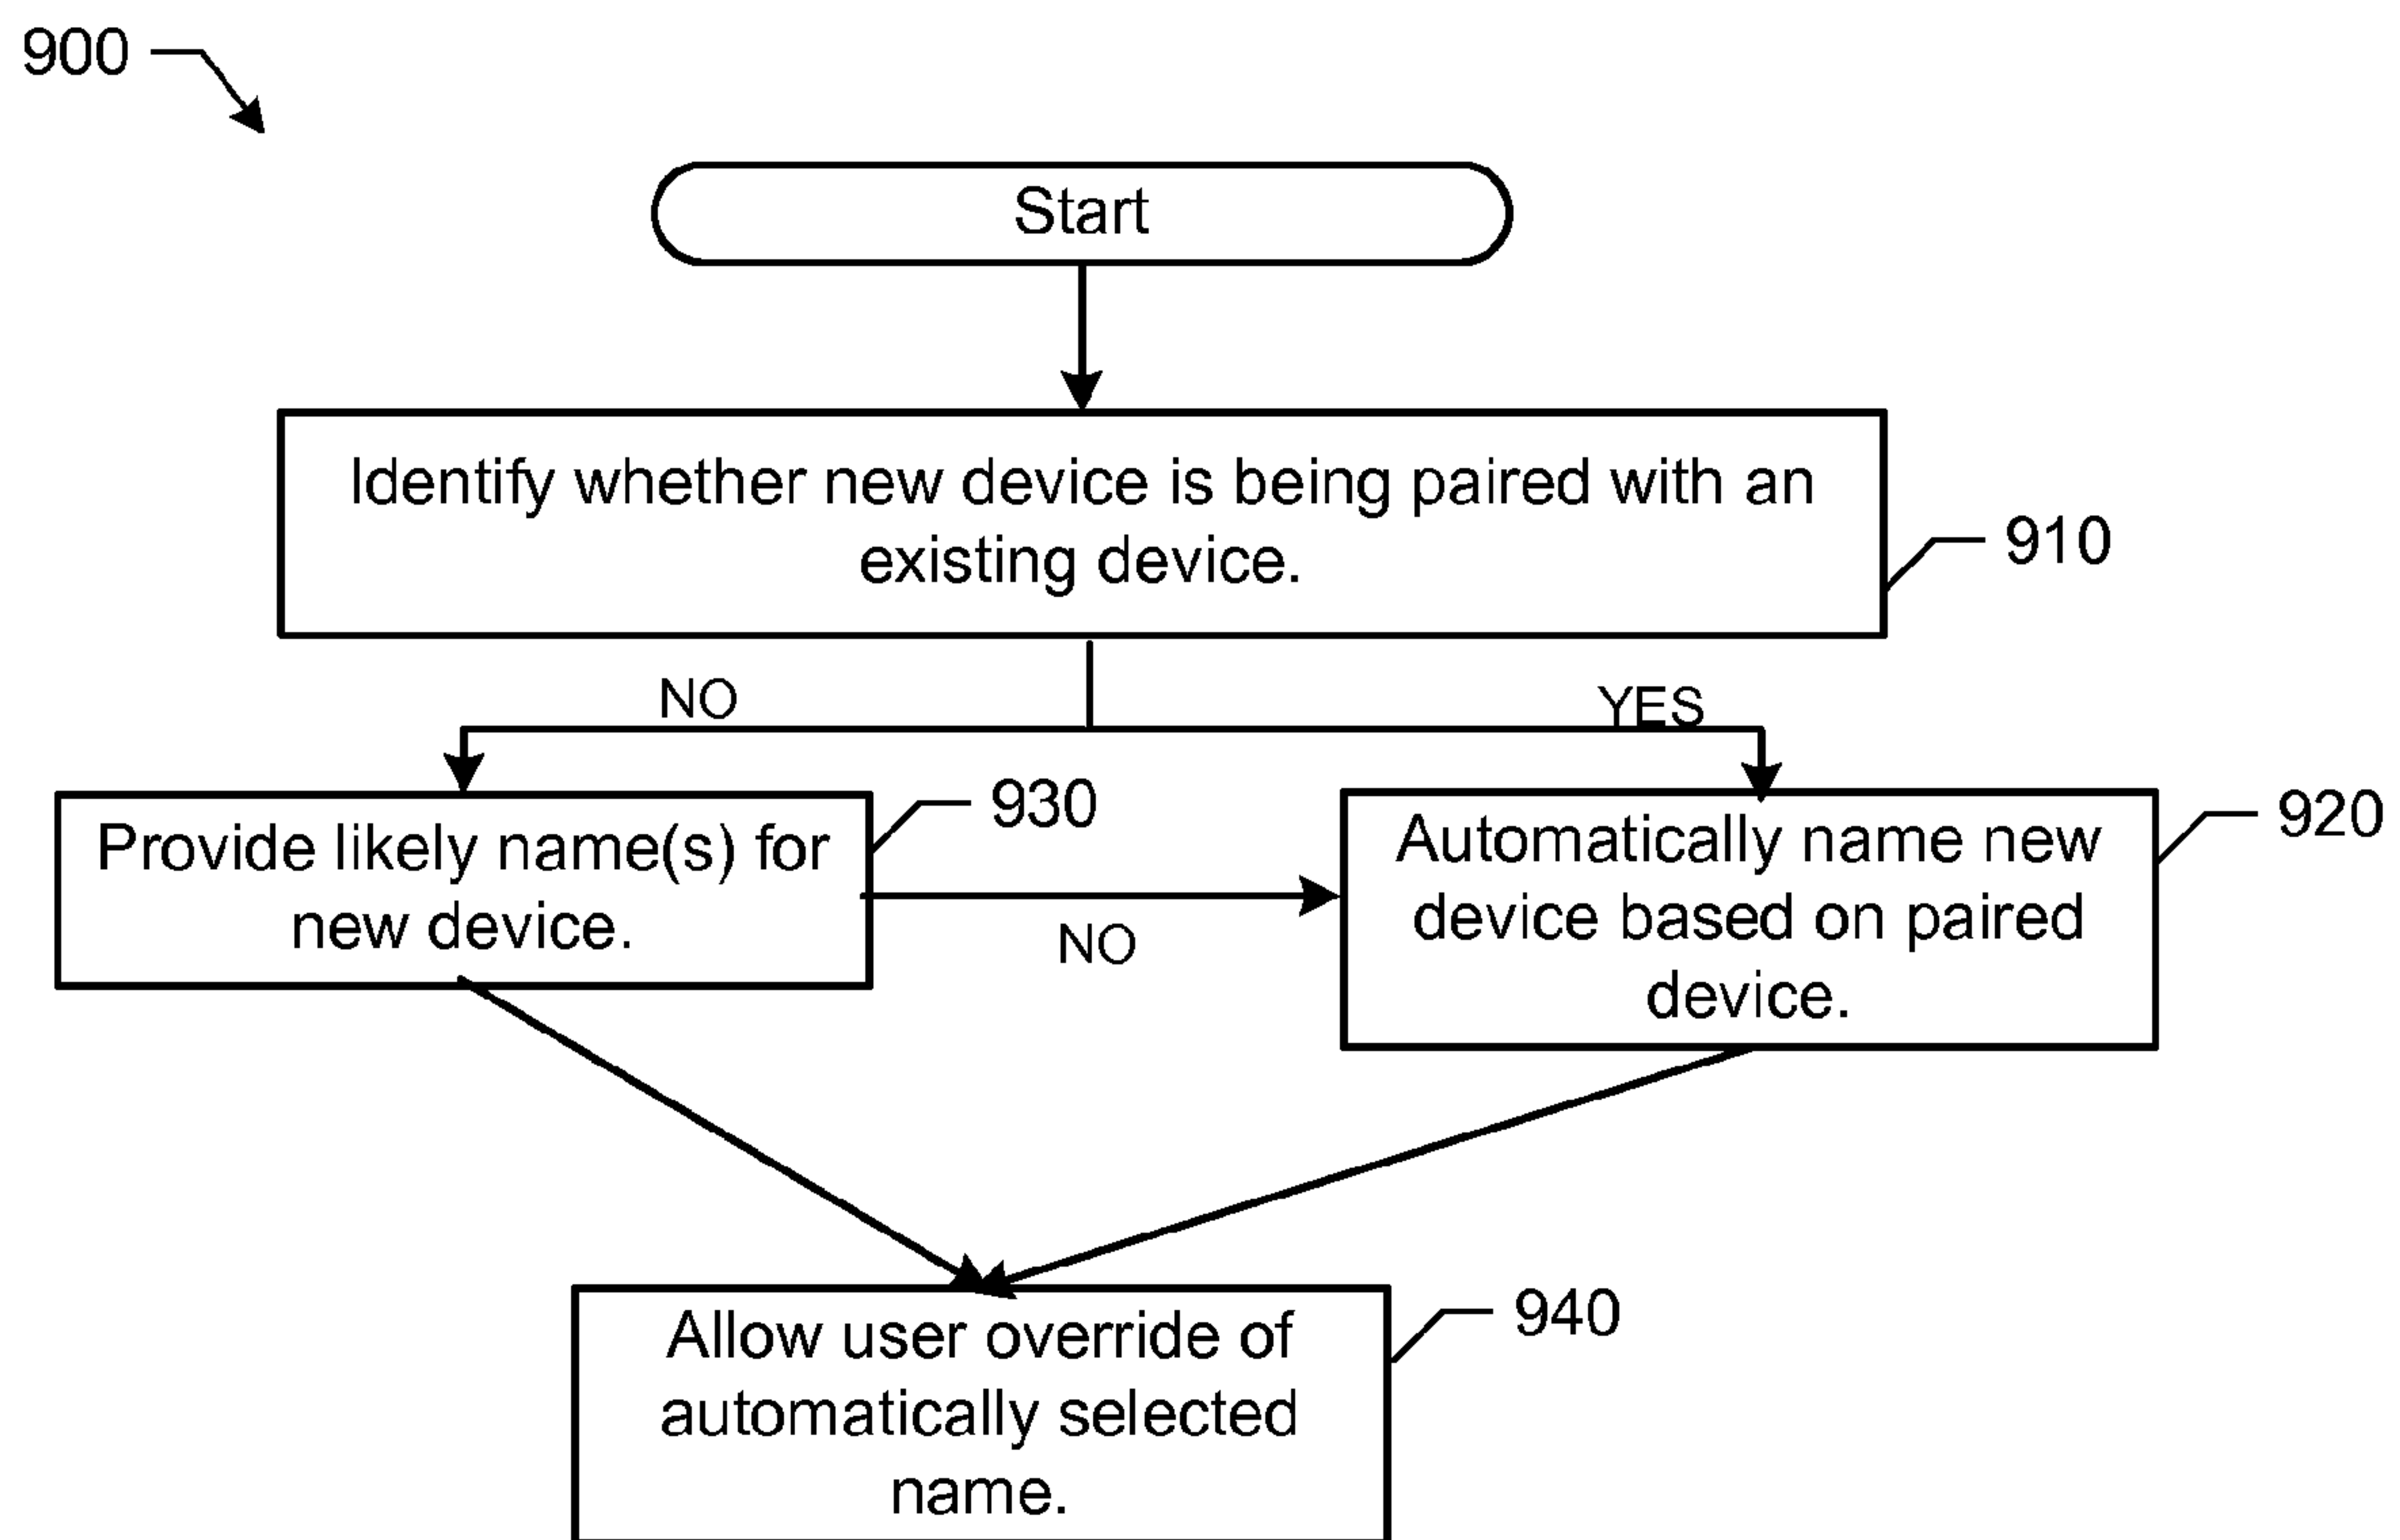 900
Start
Identify whether new device is being paired with an
existing device.
910
NO
YES
930
Provide likely name(s) for
new device.
920
Automatically name new
device based on paired
device.
NO
940
Allow user override of
automatically selected
name.